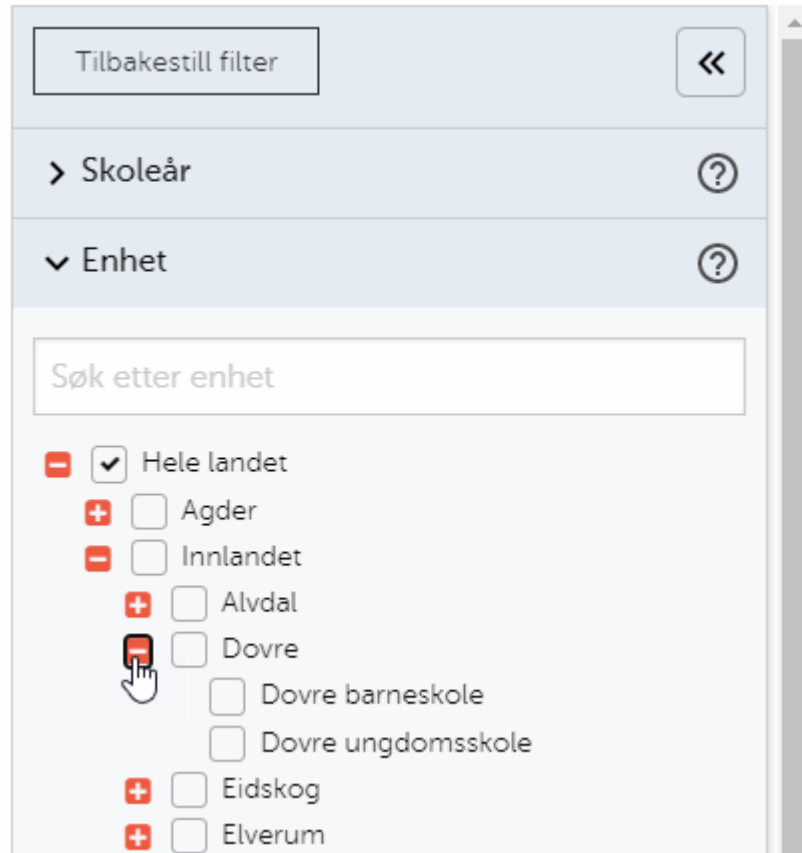 Tilbakestill filter
Skoleår
Enhet
Søk etter enhet
Hele landet
Agder
Innlandet
Alvdal
Dovre
Dovre barneskole
Dovre ungdomsskole
Eidskog
Elverum